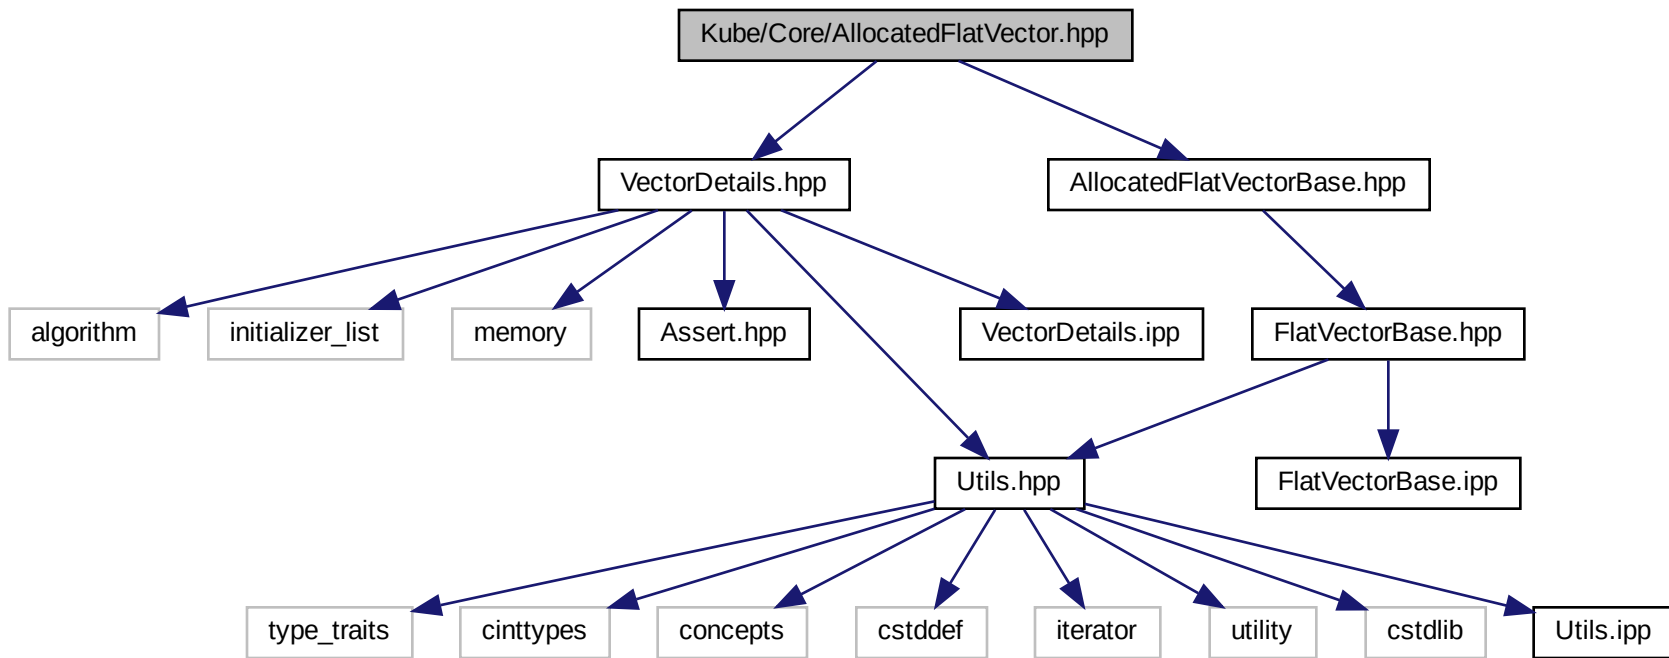 Kube/Core/AllocatedFlatVector.hpp
VectorDetails.hpp
AllocatedFlatVectorBase.hpp
algorithm
initializer_list
memory
Assert.hpp
VectorDetails.ipp
FlatVectorBase.hpp
Utils.hpp
FlatVectorBase.ipp
type_traits
cinttypes
concepts
cstddef
iterator
utility
cstdlib
Utils.ipp